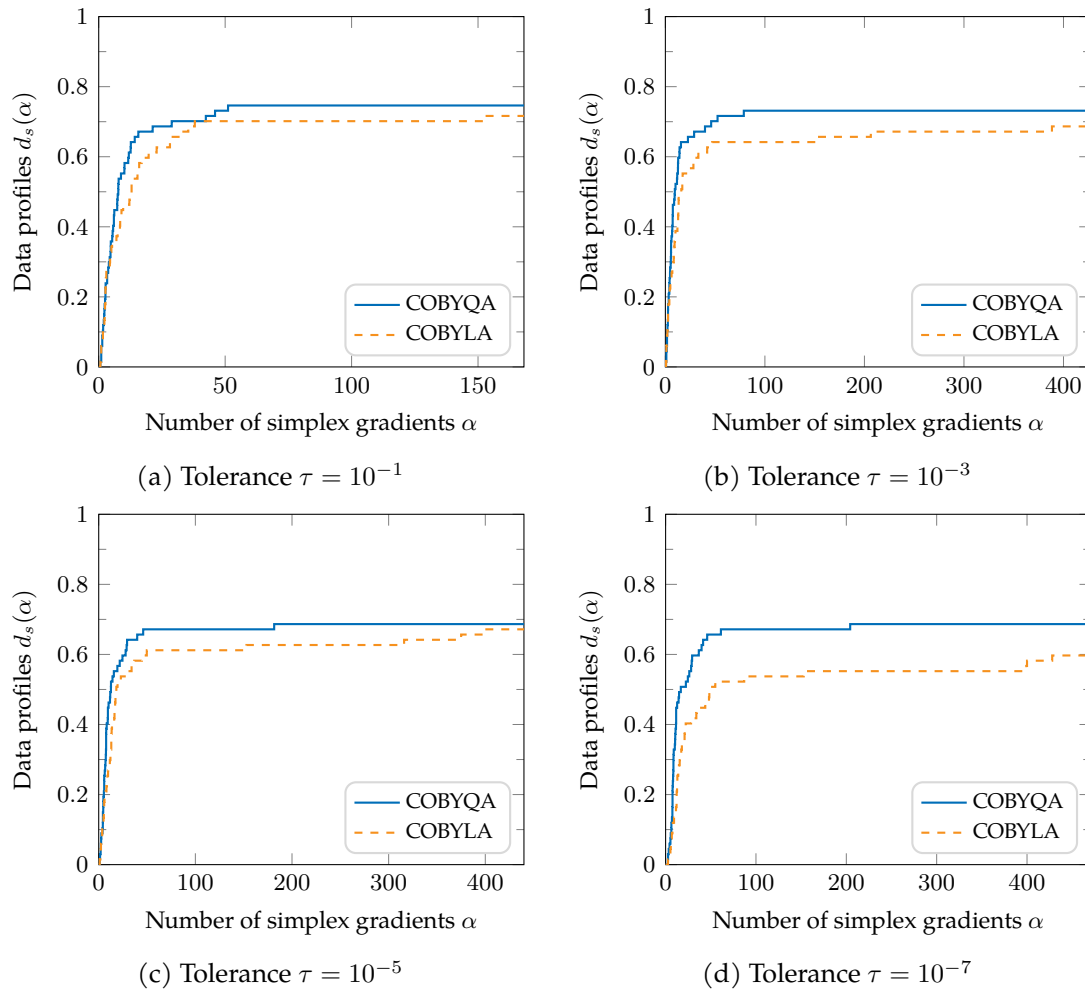 1
0.8
0.6
0.4
0.2
0
0 50 100 150
Data profiles d_s(α)
Number of simplex gradients α
COBYQA
COBYLA
(a) Tolerance τ = 10⁻¹
1
0.8
0.6
0.4
0.2
0
0 100 200 300 400
Data profiles d_s(α)
Number of simplex gradients α
COBYQA
COBYLA
(b) Tolerance τ = 10⁻³
1
0.8
0.6
0.4
0.2
0
0 100 200 300 400
Data profiles d_s(α)
Number of simplex gradients α
COBYQA
COBYLA
(c) Tolerance τ = 10⁻⁵
1
0.8
0.6
0.4
0.2
0
0 100 200 300 400
Data profiles d_s(α)
Number of simplex gradients α
COBYQA
COBYLA
(d) Tolerance τ = 10⁻⁷